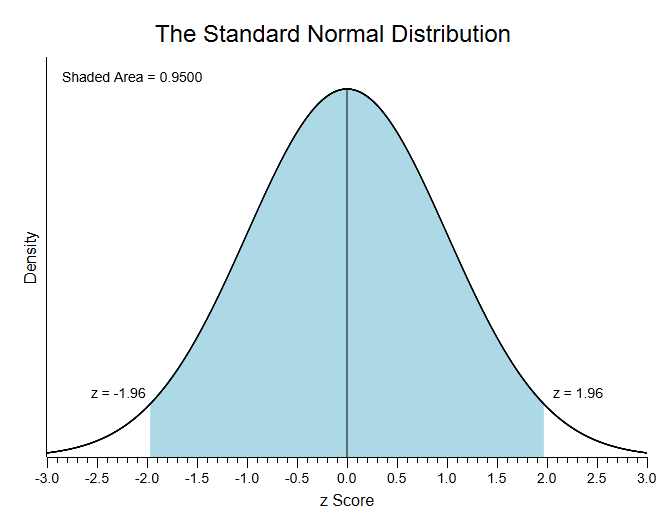 The Standard Normal Distribution
Shaded Area = 0.9500
Density
z = -1.96
z = 1.96
-3.0 -2.5 -2.0 -1.5 -1.0 -0.5 0.0 0.5 1.0 1.5 2.0 2.5 3.0
z Score